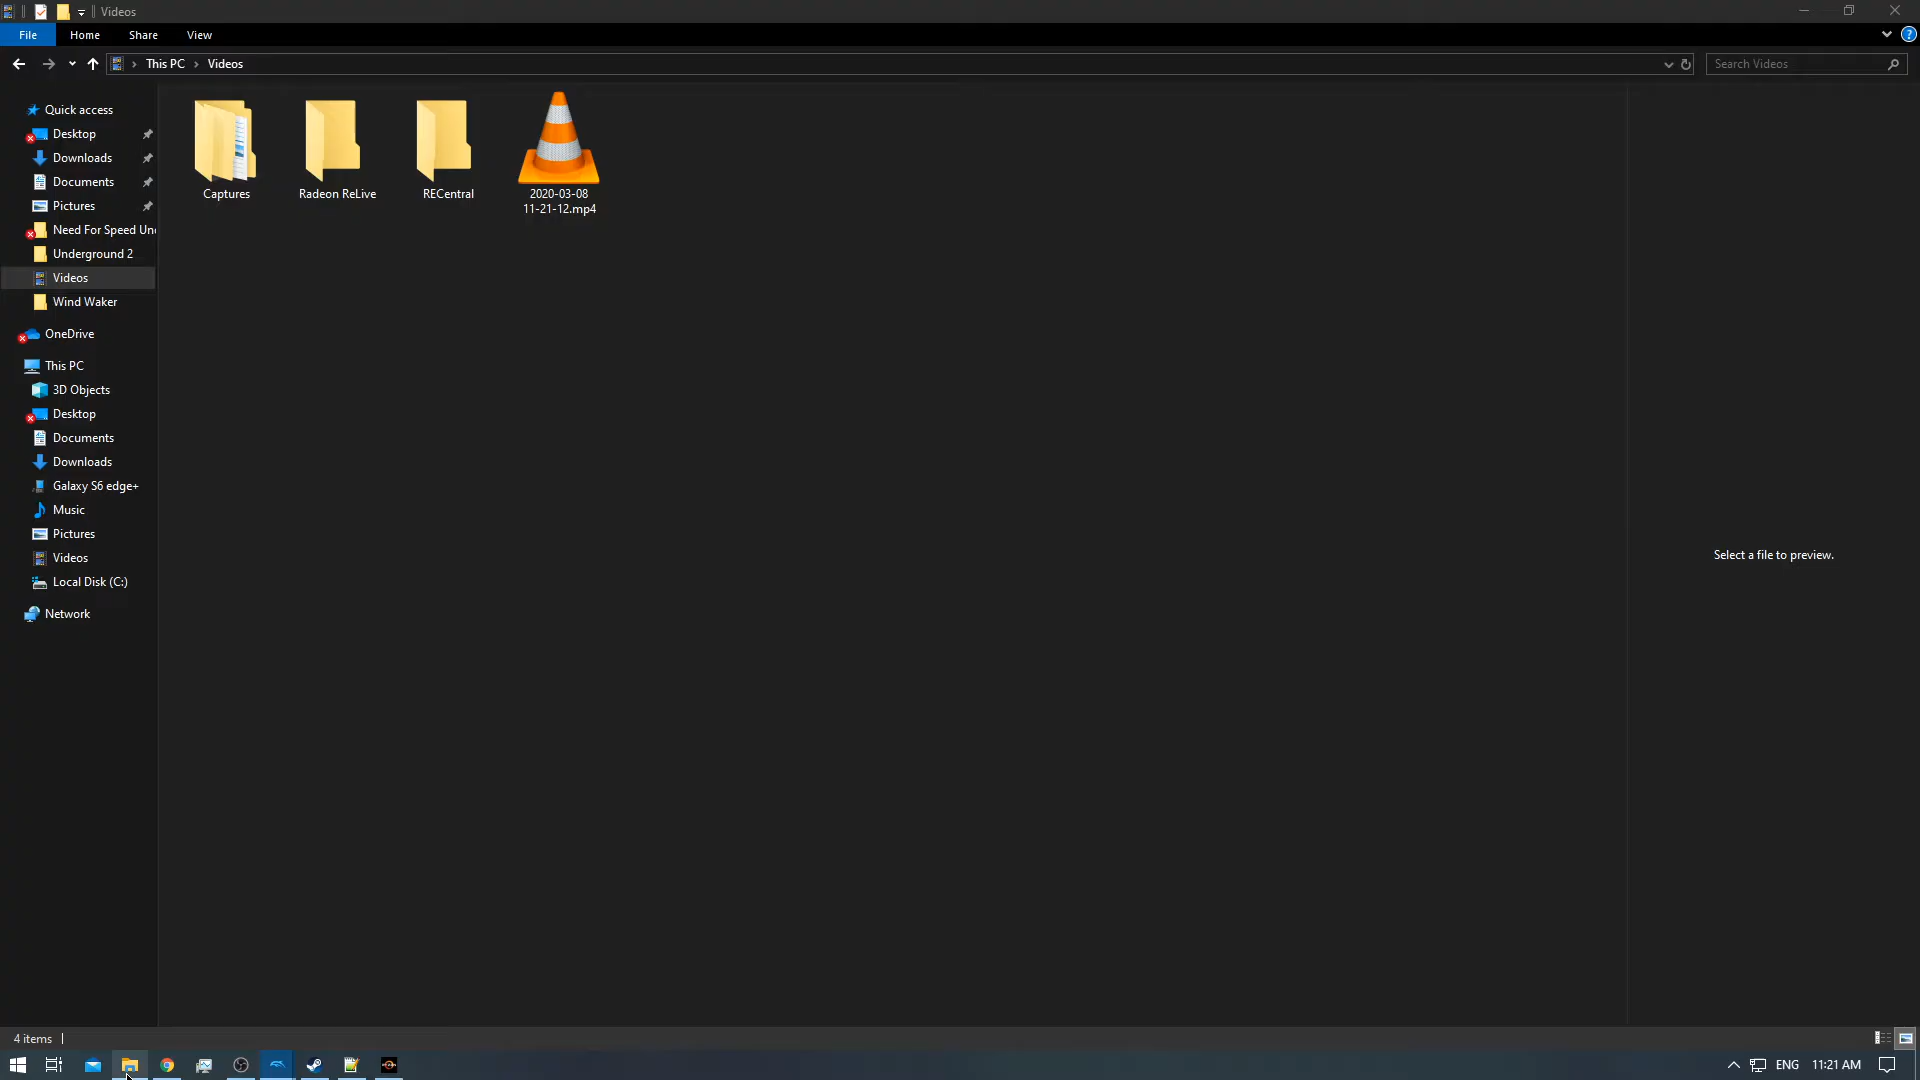 Videos
File Home Share View
This PC Videos
Search Videos
Quick access
Desktop
Downloads
Documents
Pictures
Need For Speed Un
Underground 2
Videos
Wind Waker
OneDrive
This PC
3D Objects
Desktop
Documents
Downloads
Galaxy S6 edge+
Music
Pictures
Videos
Local Disk (C:)
Network
Captures
Radeon ReLive
RECentral
2020-03-08
11-21-12.mp4
Select a file to preview.
4 items
ENG 11:21 AM